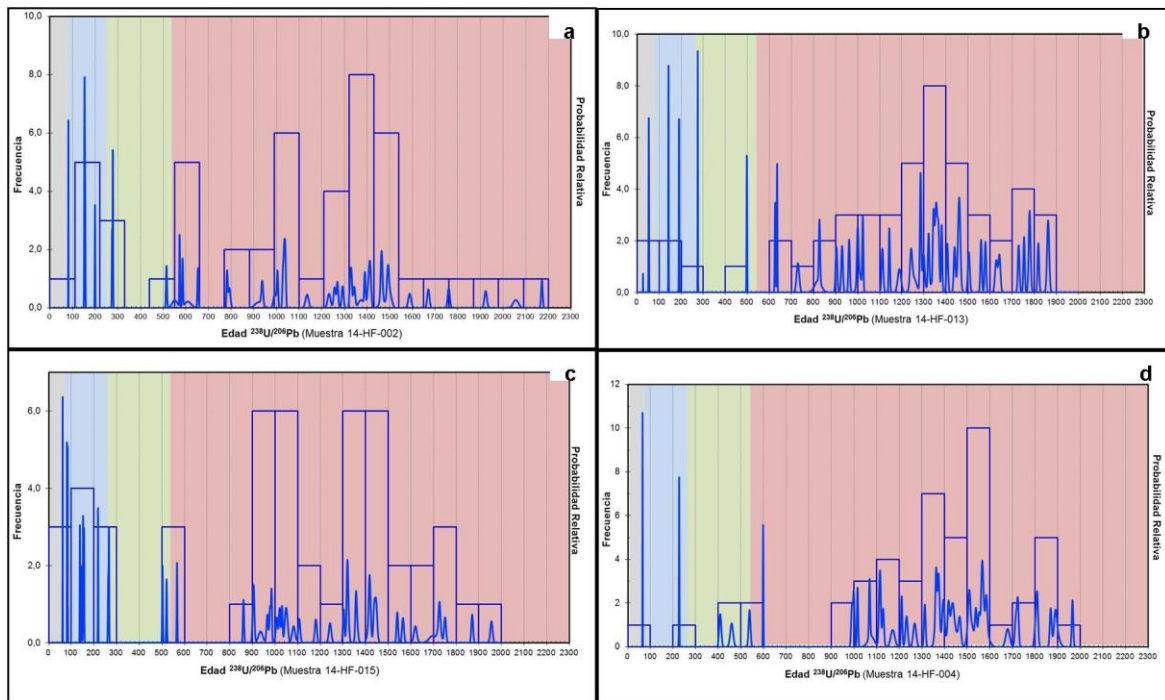 a
10,0
8,0
6,0
4,0
2,0
0,0
Frecuencia
Probabilidad Relativa
0 100 200 300 400 500 600 700 800 900 1000 1100 1200 1300 1400 1500 1600 1700 1800 1900 2000 2100 2200 2300
Edad ²³⁸U/²⁰⁶Pb (Muestra 14-HF-002)
b
10,0
8,0
6,0
4,0
2,0
0,0
Frecuencia
Probabilidad Relativa
0 100 200 300 400 500 600 700 800 900 1000 1100 1200 1300 1400 1500 1600 1700 1800 1900 2000 2100 2200 2300
Edad ²³⁸U/²⁰⁶Pb (Muestra 14-HF-013)
c
6,0
4,0
2,0
0,0
Frecuencia
Probabilidad Relativa
0 100 200 300 400 500 600 700 800 900 1000 1100 1200 1300 1400 1500 1600 1700 1800 1900 2000 2100 2200 2300
Edad ²³⁸U/²⁰⁶Pb (Muestra 14-HF-015)
d
12
10
8
6
4
2
0
Frecuencia
Probabilidad Relativa
0 100 200 300 400 500 600 700 800 900 1000 1100 1200 1300 1400 1500 1600 1700 1800 1900 2000 2100 2200 2300
Edad ²³⁸U/²⁰⁶Pb (Muestra 14-HF-004)